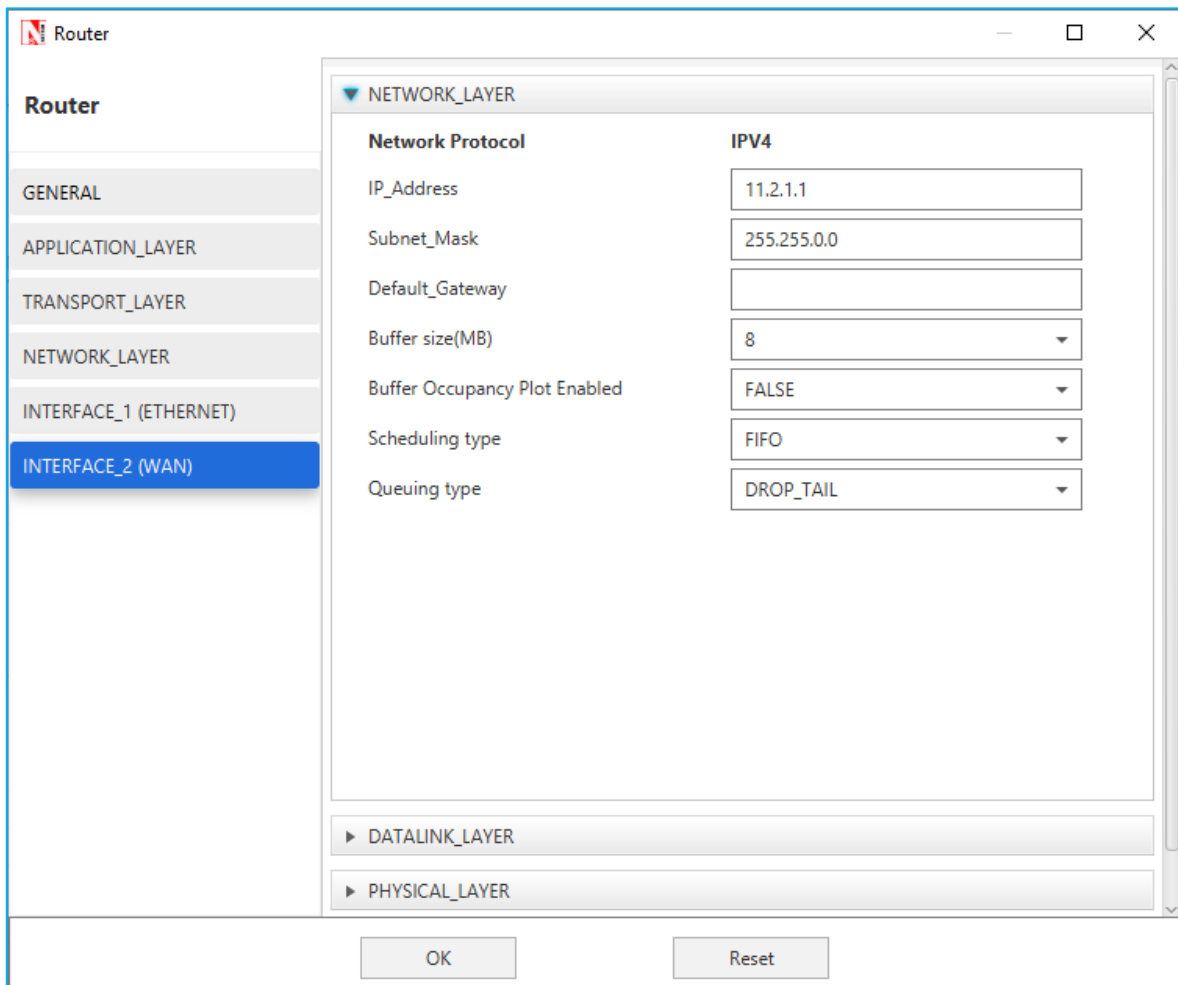 Router
Router
GENERAL
APPLICATION_LAYER
TRANSPORT_LAYER
NETWORK_LAYER
INTERFACE_1 (ETHERNET)
INTERFACE_2 (WAN)
NETWORK_LAYER
Network Protocol IPV4
IP_Address 11.2.1.1
Subnet_Mask 255.255.0.0
Default_Gateway
Buffer size(MB) 8
Buffer Occupancy Plot Enabled FALSE
Scheduling type FIFO
Queuing type DROP_TAIL
DATALINK_LAYER
PHYSICAL_LAYER
OK Reset